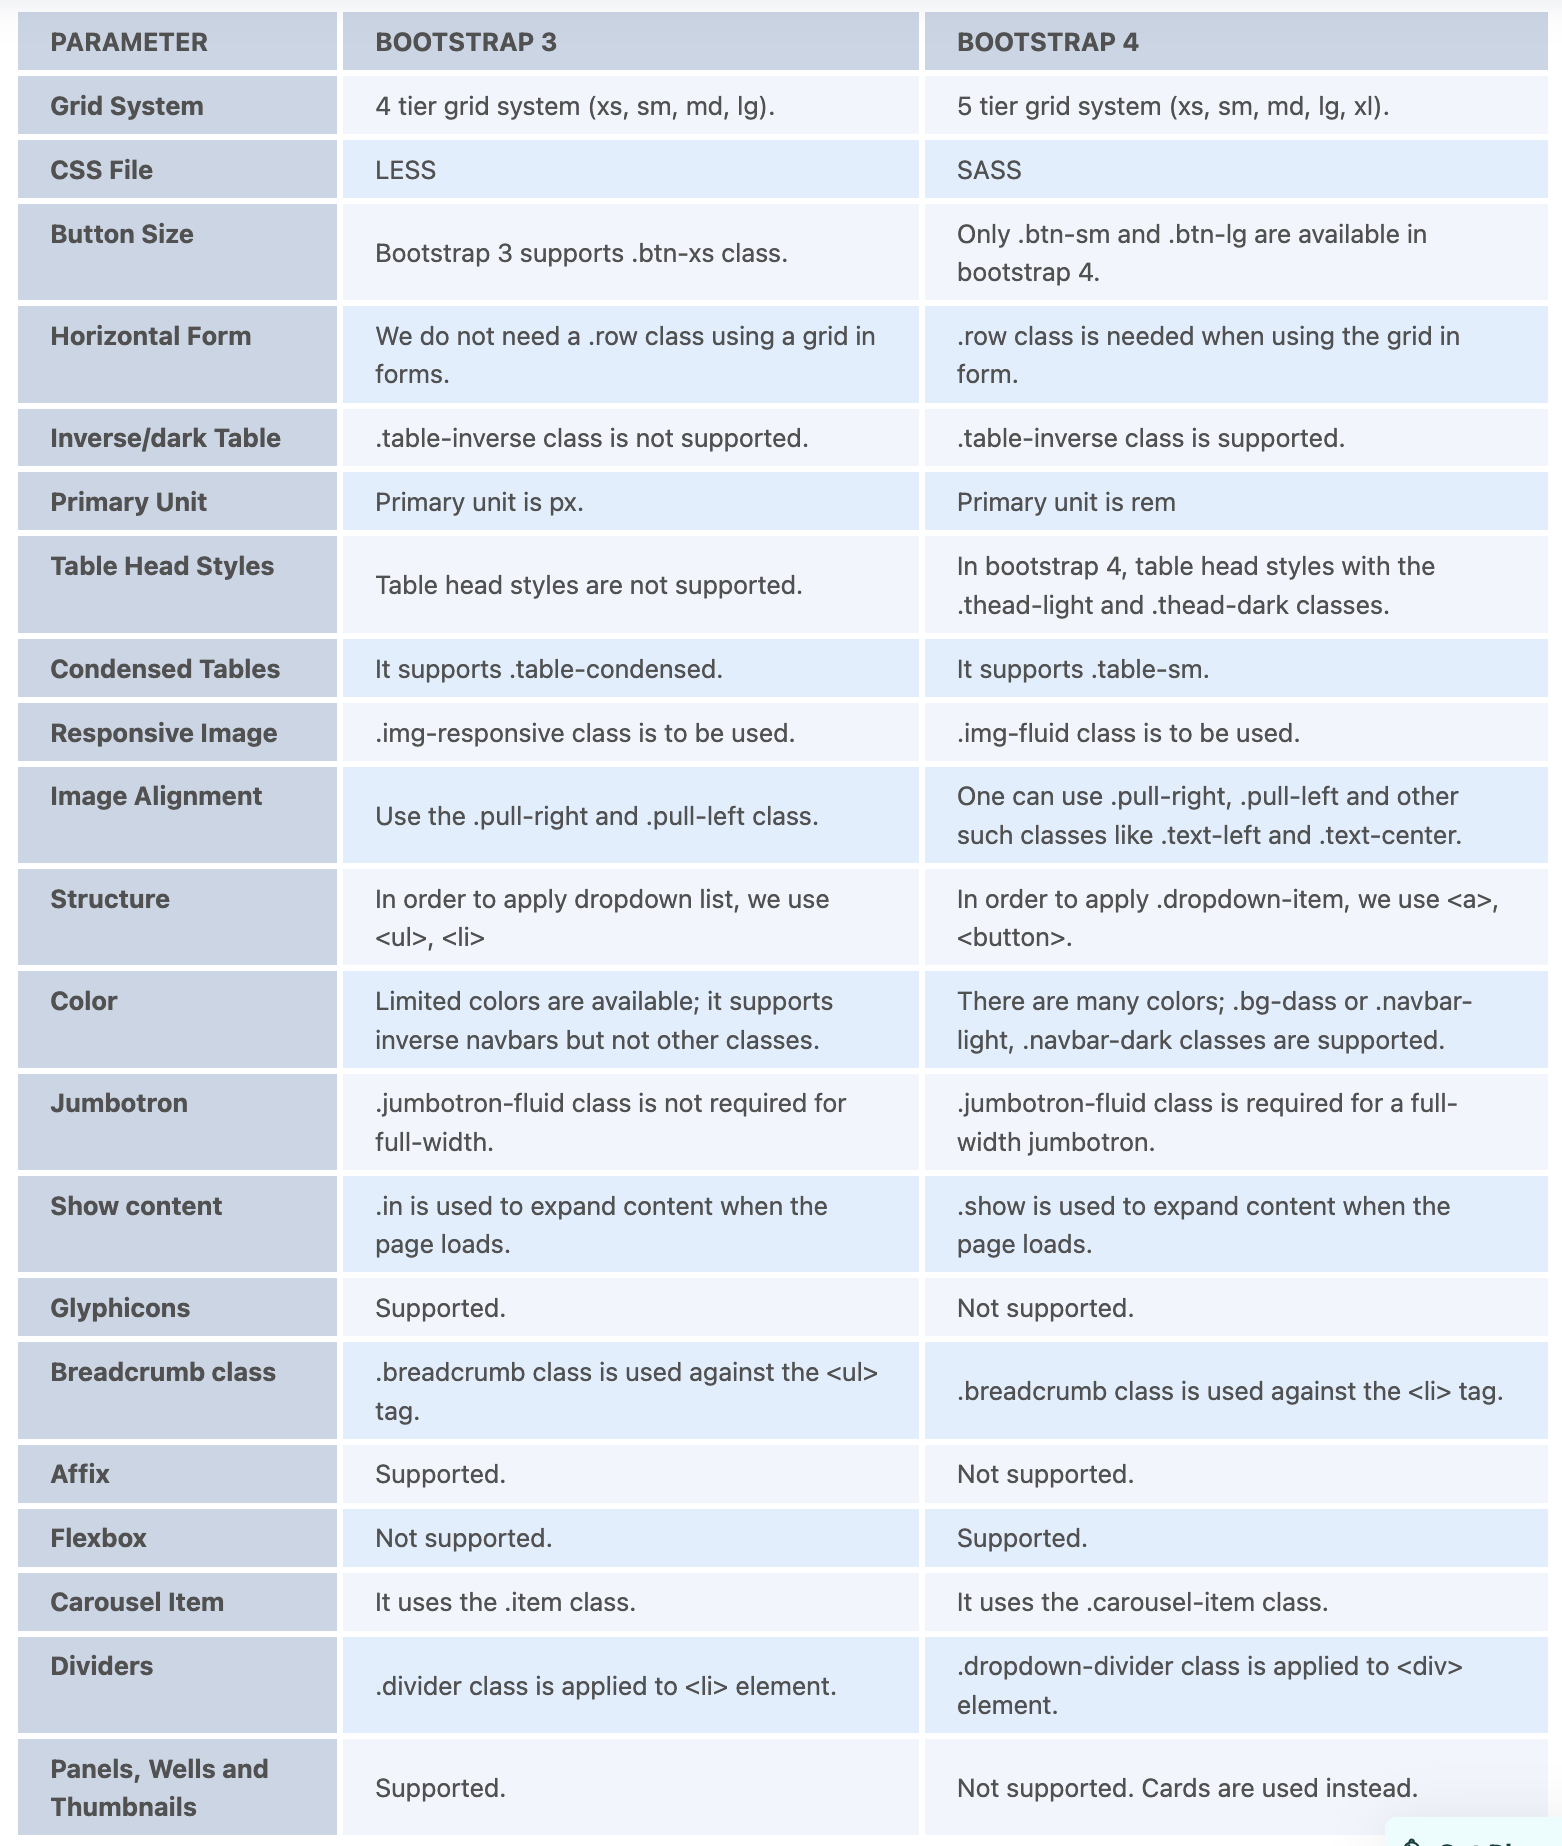 PARAMETER BOOTSTRAP 3 BOOTSTRAP 4
Grid System 4 tier grid system (xs, sm, md, lg). 5 tier grid system (xs, sm, md, lg, xl).
CSS File LESS SASS
Button Size
Bootstrap 3 supports .btn-xs class.
Only .btn-sm and .btn-lg are available in
bootstrap 4.
Horizontal Form
We do not need a .row class using a grid in
forms.
.row class is needed when using the grid in
form.
Inverse/dark Table .table-inverse class is not supported. .table-inverse class is supported.
Primary Unit Primary unit is px. Primary unit is rem
Table Head Styles
Table head styles are not supported.
In bootstrap 4, table head styles with the
.thead-light and .thead-dark classes.
Condensed Tables It supports .table-condensed. It supports .table-sm.
Responsive Image .img-responsive class is to be used. .img-fluid class is to be used.
Image Alignment
Use the .pull-right and .pull-left class.
One can use .pull-right, .pull-left and other
such classes like .text-left and .text-center.
Structure
In order to apply dropdown list, we use
<ul>, <li>
In order to apply .dropdown-item, we use <a>,
<button>.
Color
Limited colors are available; it supports
inverse navbars but not other classes.
There are many colors; .bg-dass or .navbar-
light, .navbar-dark classes are supported.
Jumbotron
.jumbotron-fluid class is not required for
full-width.
.jumbotron-fluid class is required for a full-
width jumbotron.
Show content
.in is used to expand content when the
page loads.
.show is used to expand content when the
page loads.
Glyphicons Supported. Not supported.
Breadcrumb class
.breadcrumb class is used against the <ul>
tag.
.breadcrumb class is used against the <li> tag.
Affix Supported. Not supported.
Flexbox Not supported. Supported.
Carousel Item It uses the .item class. It uses the .carousel-item class.
Dividers
.divider class is applied to <li> element.
.dropdown-divider class is applied to <div>
element.
Panels, Wells and
Thumbnails
Supported.
Not supported. Cards are used instead.